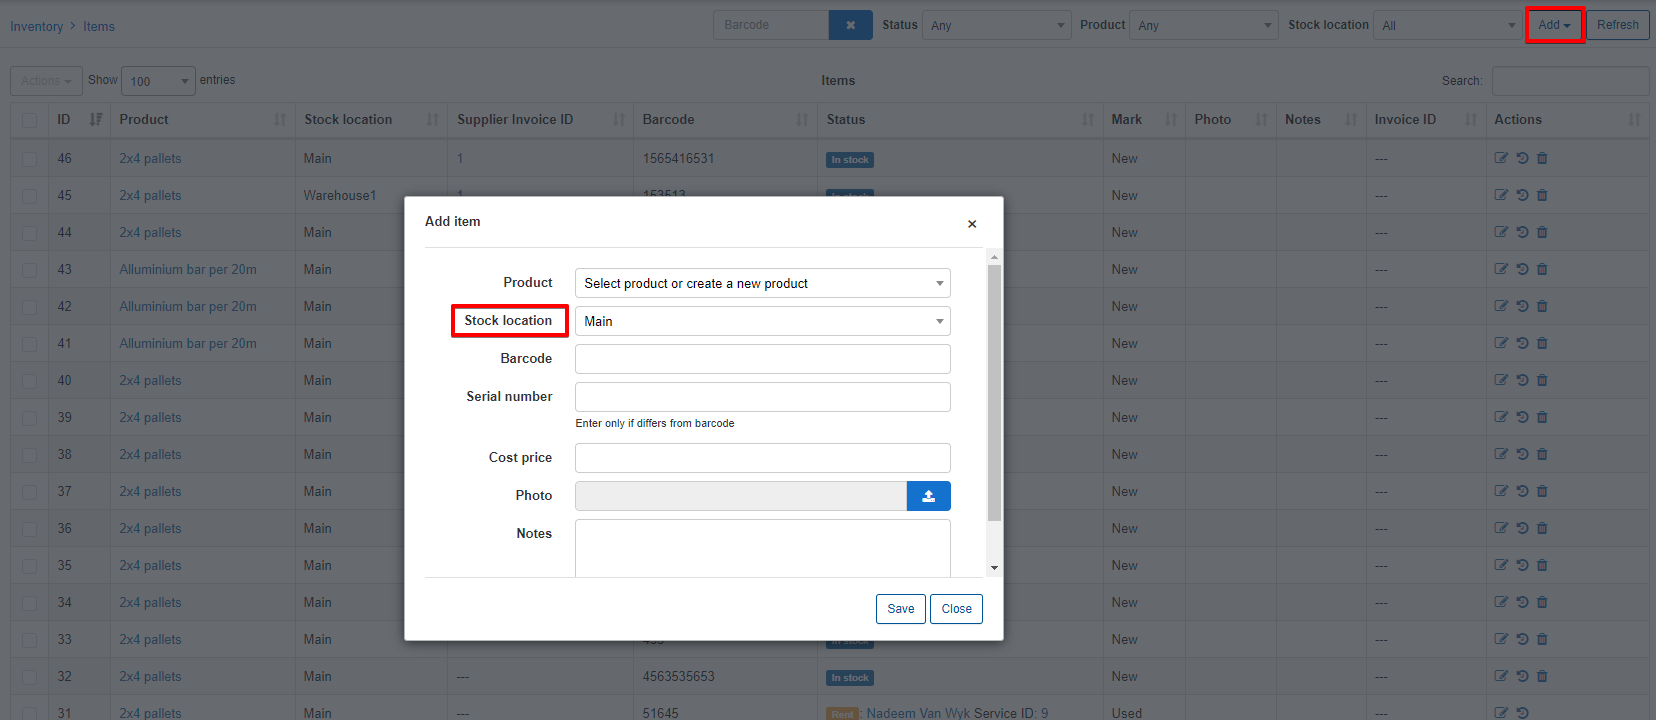 Inventory > Items Barcode Status Any Product Any Stock location All Add Refresh
Actions Show 100 entries Items Search:
ID Product Stock location Supplier Invoice ID Barcode Status Mark Photo Notes Invoice ID Actions
46 2x4 pallets Main 1 1565416531 In stock New ---
45 2x4 pallets Warehouse1 1 153513 In stock New ---
44 2x4 pallets Main New ---
43 Alluminium bar per 20m Main New ---
42 Alluminium bar per 20m Main New ---
41 Alluminium bar per 20m Main New ---
40 2x4 pallets Main New ---
39 2x4 pallets Main New ---
38 2x4 pallets Main New ---
37 2x4 pallets Main New ---
36 2x4 pallets Main New ---
35 2x4 pallets Main New ---
34 2x4 pallets Main New ---
33 2x4 pallets Main In stock New ---
32 2x4 pallets Main --- 4563535653 In stock New ---
31 2x4 pallets Main --- 51645 Rent : Nadeem Van Wyk Service ID: 9 Used ---
Add item ×
Product Select product or create a new product
Stock location Main
Barcode
Serial number
Enter only if differs from barcode
Cost price
Photo
Notes
Save Close